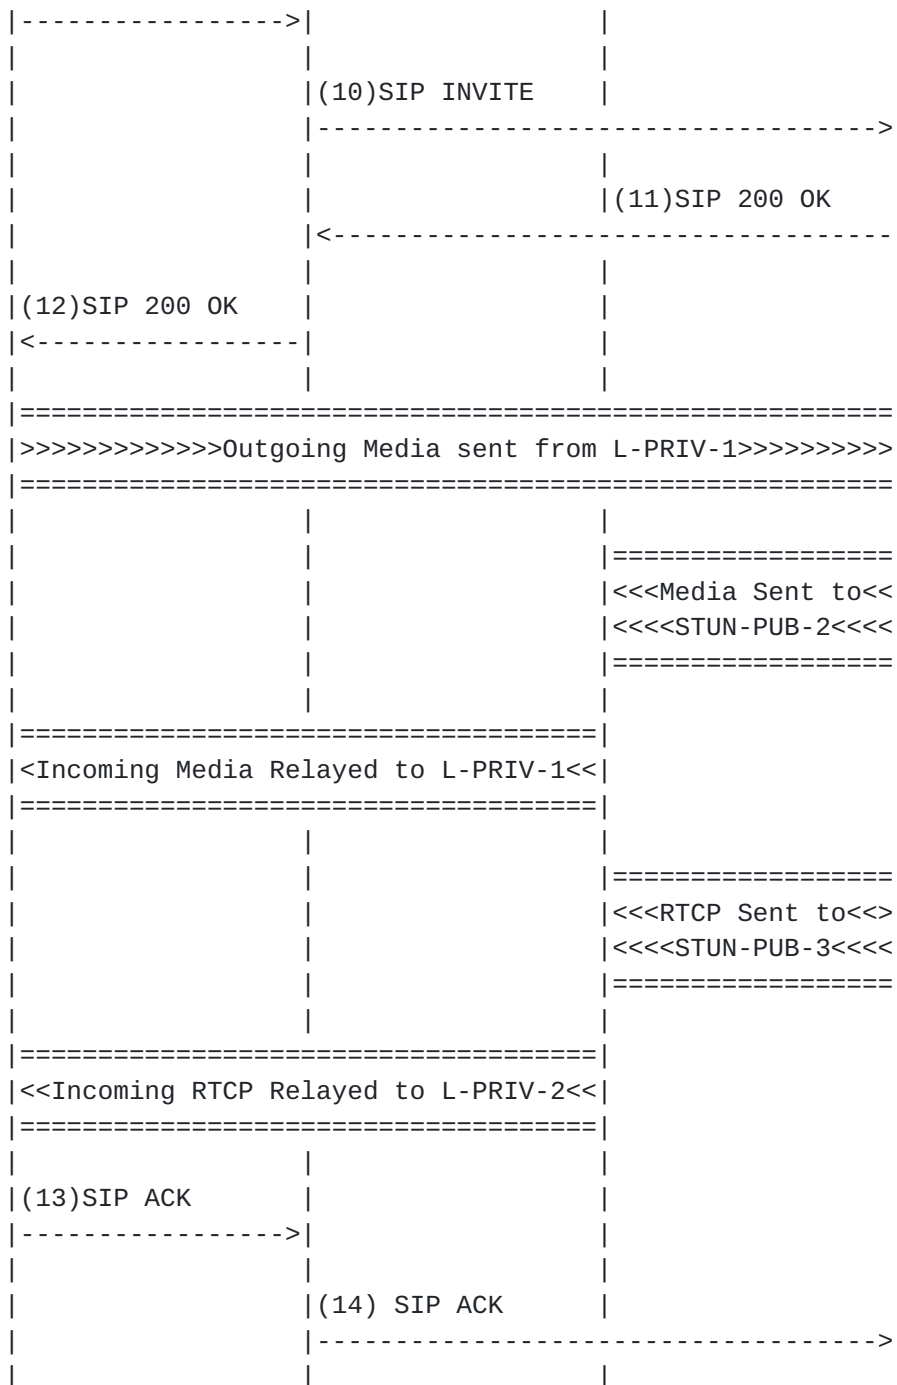 |----------------->|                  |
|                  |                  |
|                  |(10)SIP INVITE    |
|                  |------------------------------------>
|                  |                  |
|                  |                  |(11)SIP 200 OK
|                  |<------------------------------------
|                  |                  |
|(12)SIP 200 OK    |                  |
|<-----------------|                  |
|                  |                  |
|========================================================
|>>>>>>>>>>>>>Outgoing Media sent from L-PRIV-1>>>>>>>>>>
|========================================================
|                  |                  |
|                  |                  |==================
|                  |                  |<<<Media Sent to<<
|                  |                  |<<<<STUN-PUB-2<<<<
|                  |                  |==================
|                  |                  |
|=====================================|
|<Incoming Media Relayed to L-PRIV-1<<|
|=====================================|
|                  |                  |
|                  |                  |==================
|                  |                  |<<<RTCP Sent to<<>
|                  |                  |<<<<STUN-PUB-3<<<<
|                  |                  |==================
|                  |                  |
|=====================================|
|<<Incoming RTCP Relayed to L-PRIV-2<<|
|=====================================|
|                  |                  |
|(13)SIP ACK       |                  |
|----------------->|                  |
|                  |                  |
|                  |(14) SIP ACK      |
|                  |------------------------------------>
|                  |                  |